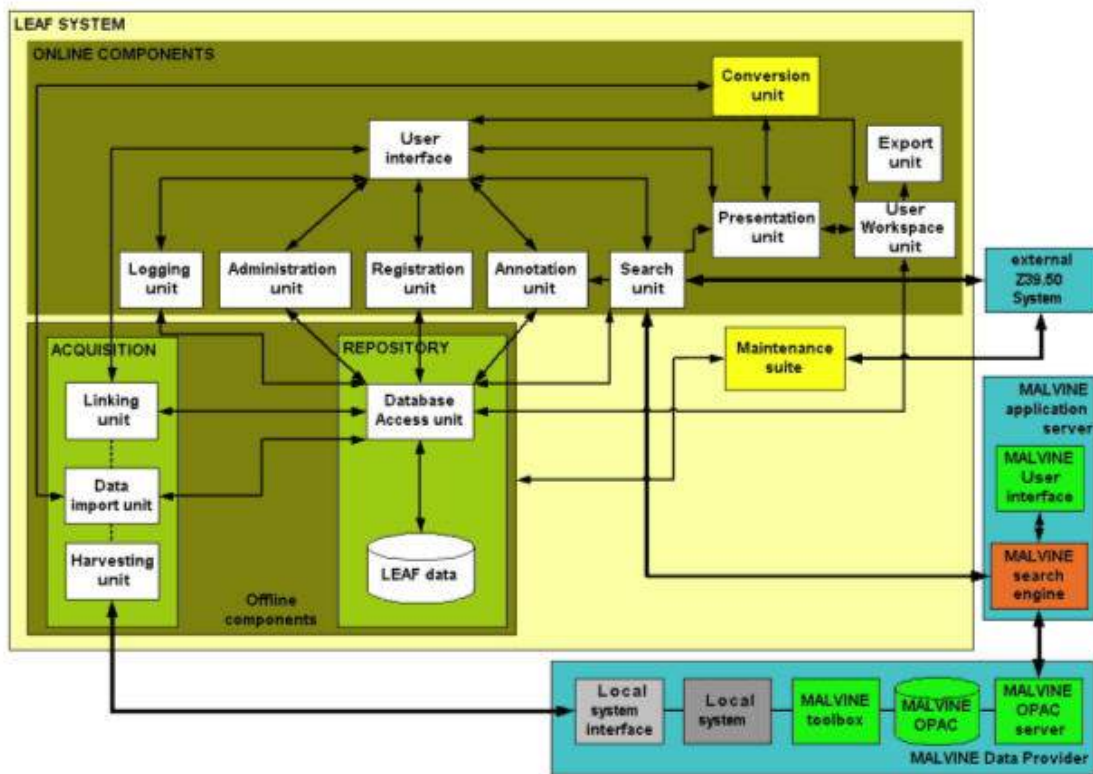 LEAF SYSTEM
ONLINE COMPONENTS
Conversion
unit
User
interface
Export
unit
Presentation
unit
User
Workspace
unit
Logging
unit
Administration
unit
Registration
unit
Annotation
unit
Search
unit
external
Z39.50
System
ACQUISITION
REPOSITORY
Maintenance
suite
Linking
unit
Database
Access unit
MALVINE
application
server
MALVINE
User
interface
Data
import unit
Harvesting
unit
LEAF data
MALVINE
search
engine
Offline
components
Local
system
interface
Local
system
MALVINE
toolbox
MALVINE
OPAC
MALVINE
OPAC
server
MALVINE Data Provider